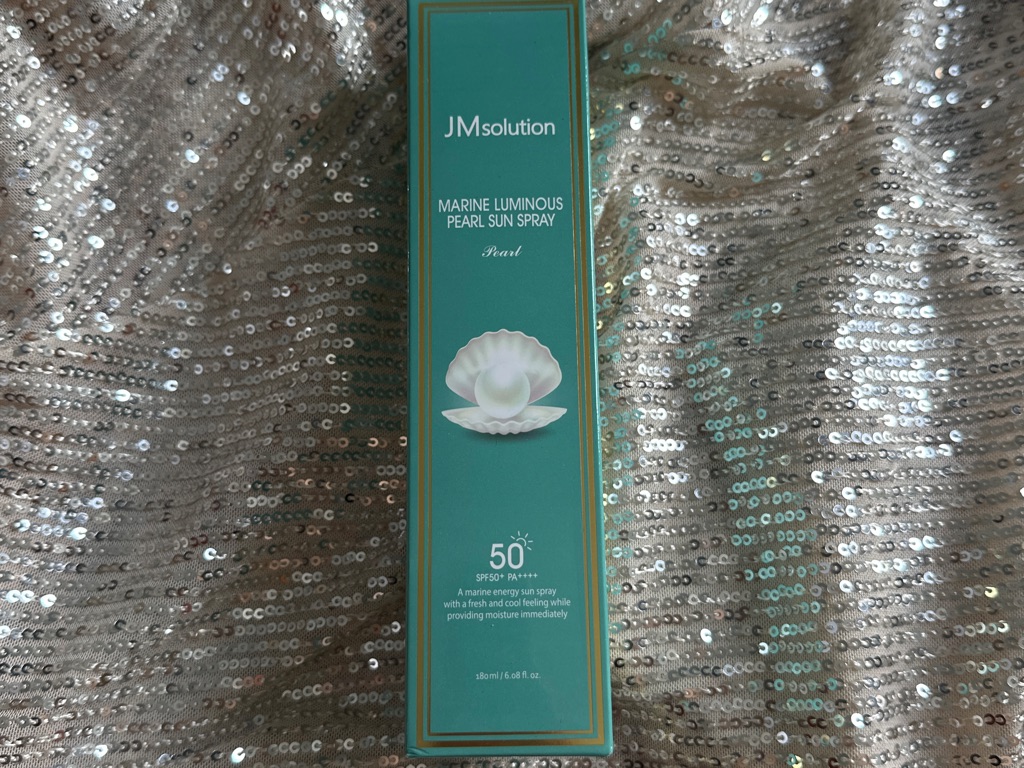 JMsolution
MARINE LUMINOUS
PEARL SUN SPRAY
Pearl
50
SPF50+ PA++++
A marine energy sun spray
with a fresh and cool feeling while
providing moisture immediately
180ml / 6.08 fl. oz.